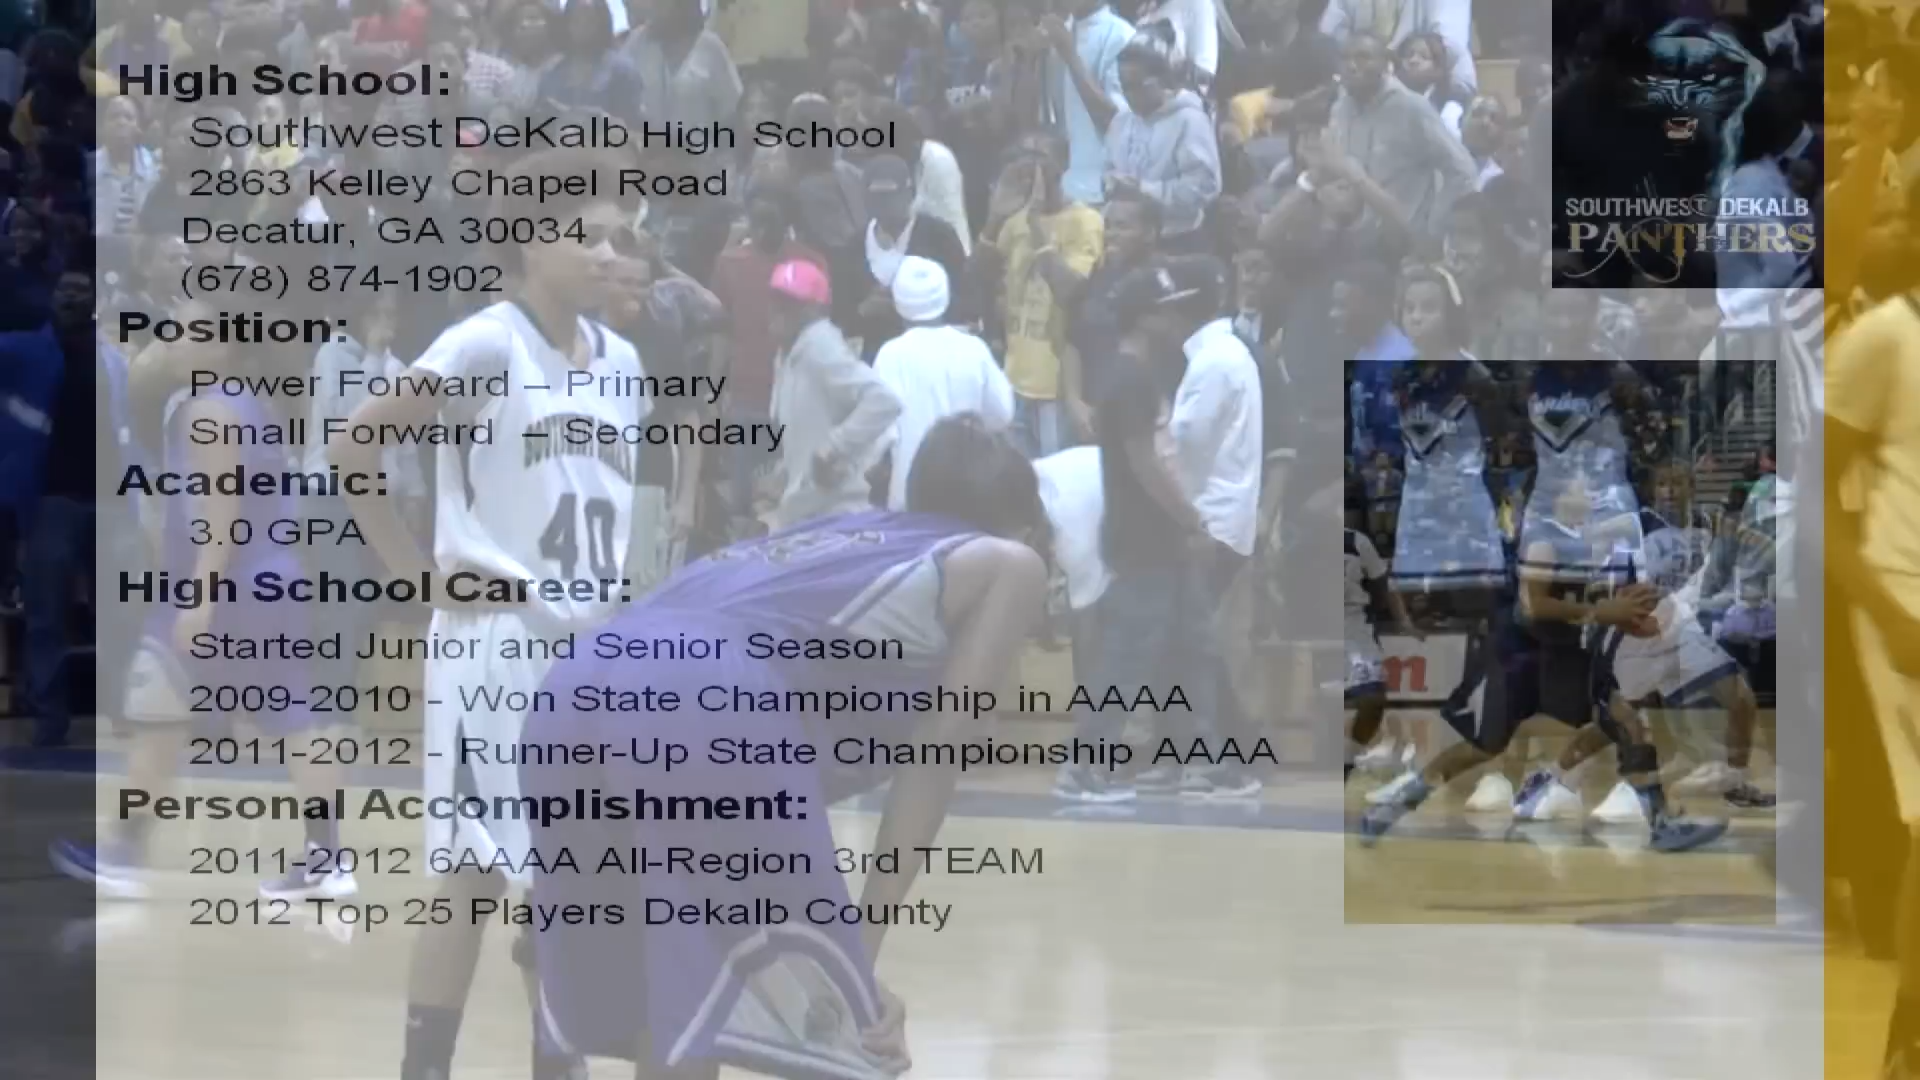 High School:
Southwest DeKalb High School
2863 Kelley Chapel Road
Decatur, GA 30034
(678) 874-1902
Position:
Power Forward – Primary
Small Forward – Secondary
Academic:
3.0 GPA
High School Career:
Started Junior and Senior Season
2009-2010 - Won State Championship in AAAA
2011-2012 - Runner-Up State Championship AAAA
Personal Accomplishment:
2011-2012 6AAAA All-Region 3rd TEAM
2012 Top 25 Players Dekalb County
SOUTHWEST DEKALB
PANTHERS
40